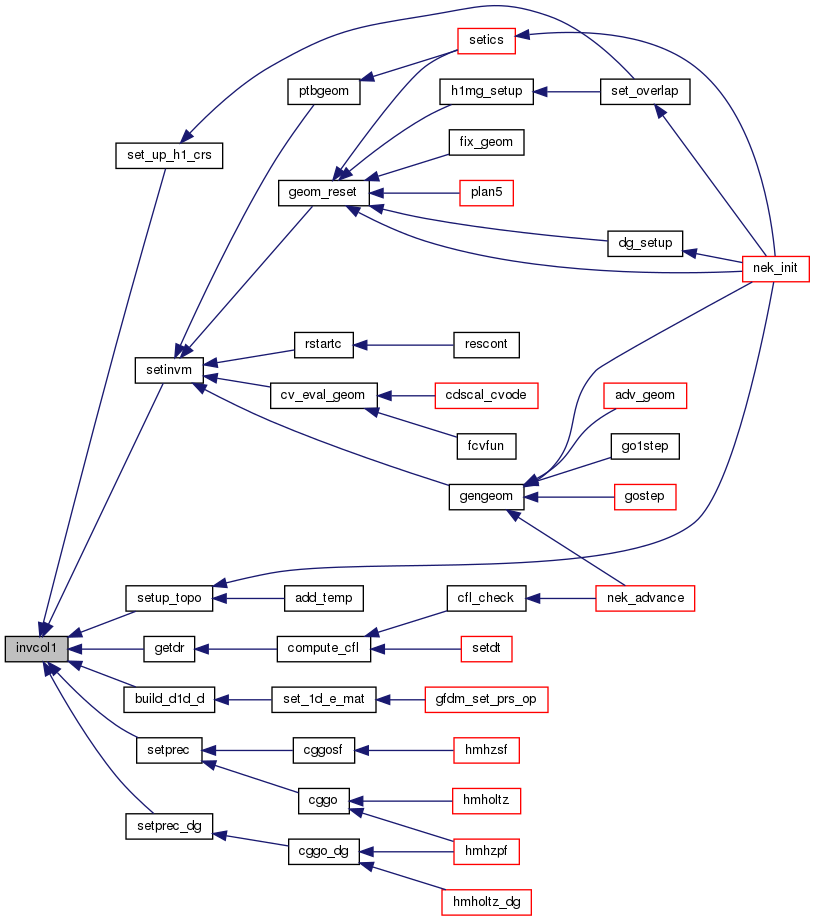 setics
ptbgeom
h1mg_setup
set_overlap
fix_geom
set_up_h1_crs
geom_reset
plan5
dg_setup
nek_init
rstartc
rescont
setinvm
cv_eval_geom
cdscal_cvode
adv_geom
fcvfun
go1step
gengeom
gostep
setup_topo
add_temp
cfl_check
nek_advance
invcol1
getdr
compute_cfl
setdt
build_d1d_d
set_1d_e_mat
gfdm_set_prs_op
setprec
cggosf
hmhzsf
cggo
hmholtz
setprec_dg
cggo_dg
hmhzpf
hmholtz_dg